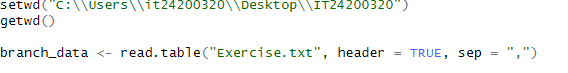 setwd("C:\\Users\\it24200320\\Desktop\\IT24200320")
getwd()
branch_data <- read.table("Exercise.txt", header = TRUE, sep = ",")